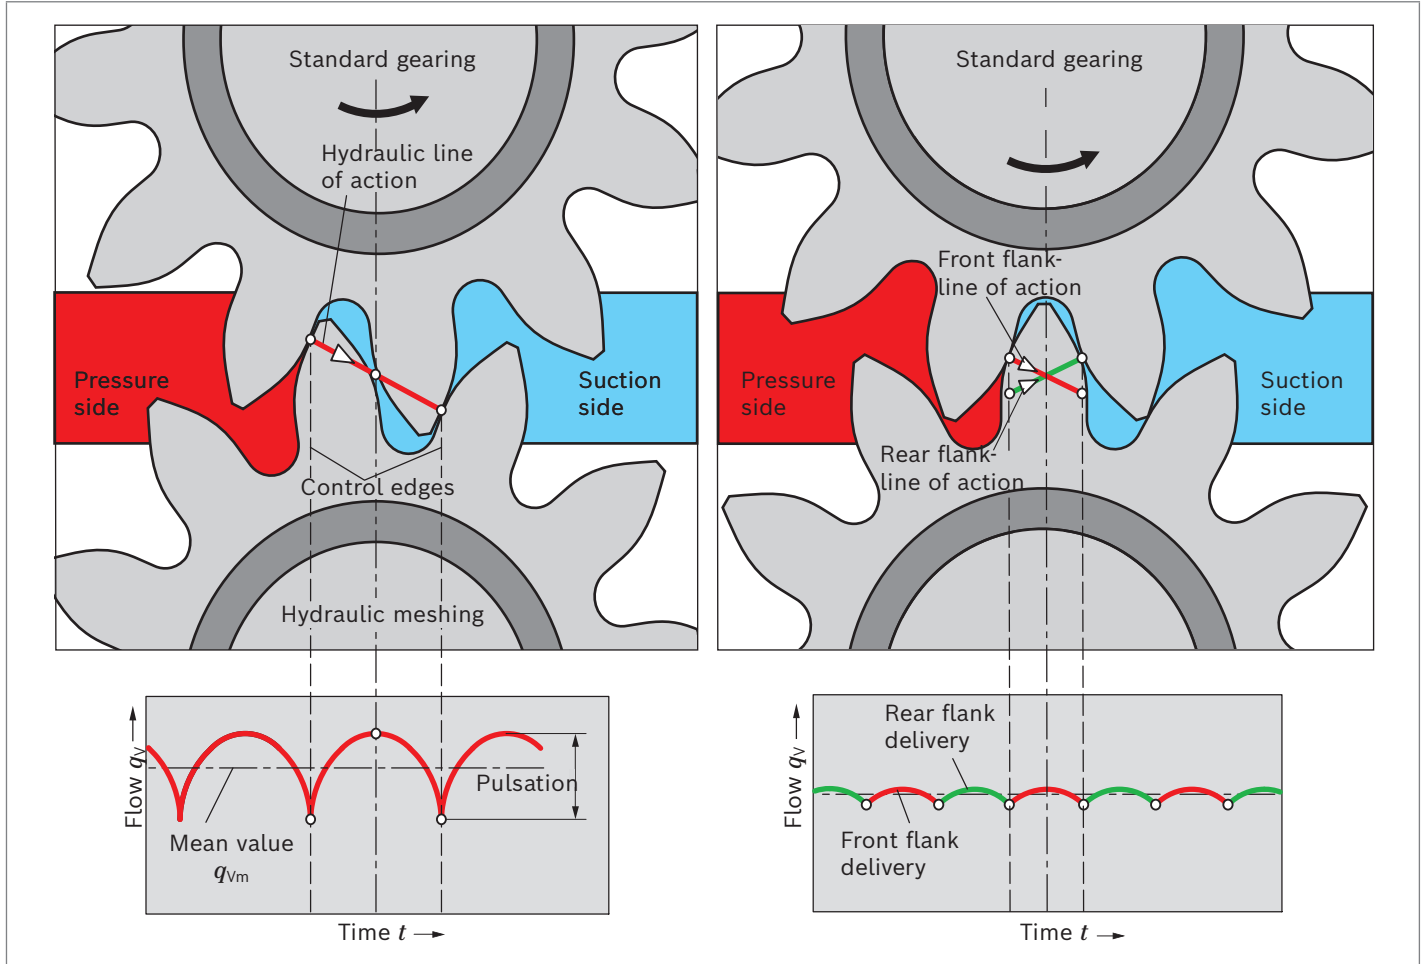 Standard gearing
Hydraulic line
of action
Pressure
side
Suction
side
Control edges
Hydraulic meshing
Flow qV
Pulsation
Mean value
qVm
Time t
Standard gearing
Front flank-
line of action
Pressure
side
Suction
side
Rear flank-
line of action
Flow qV
Rear flank
delivery
Front flank
delivery
Time t